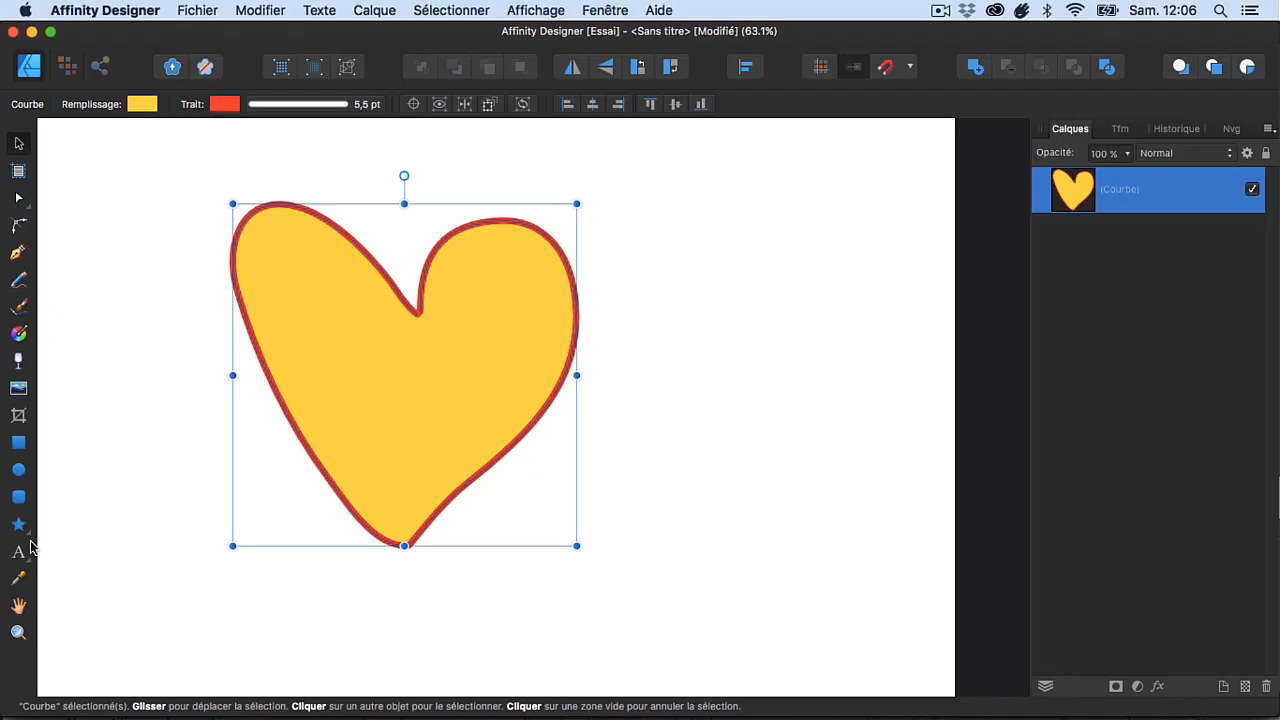 Affinity Designer Fichier Modifier Texte Calque Sélectionner Affichage Fenêtre Aide Sam. 12:06
Affinity Designer [Essai] - <Sans titre> [Modifié] (63.1%)
Courbe Remplissage: Trait: 5,5 pt
Calques Tfm Historique Nvg
Opacité: 100 % Normal
(Courbe)
A
"Courbe" sélectionné(s). Glisser pour déplacer la sélection. Cliquer sur un autre objet pour le sélectionner. Cliquer sur une zone vide pour annuler la sélection.